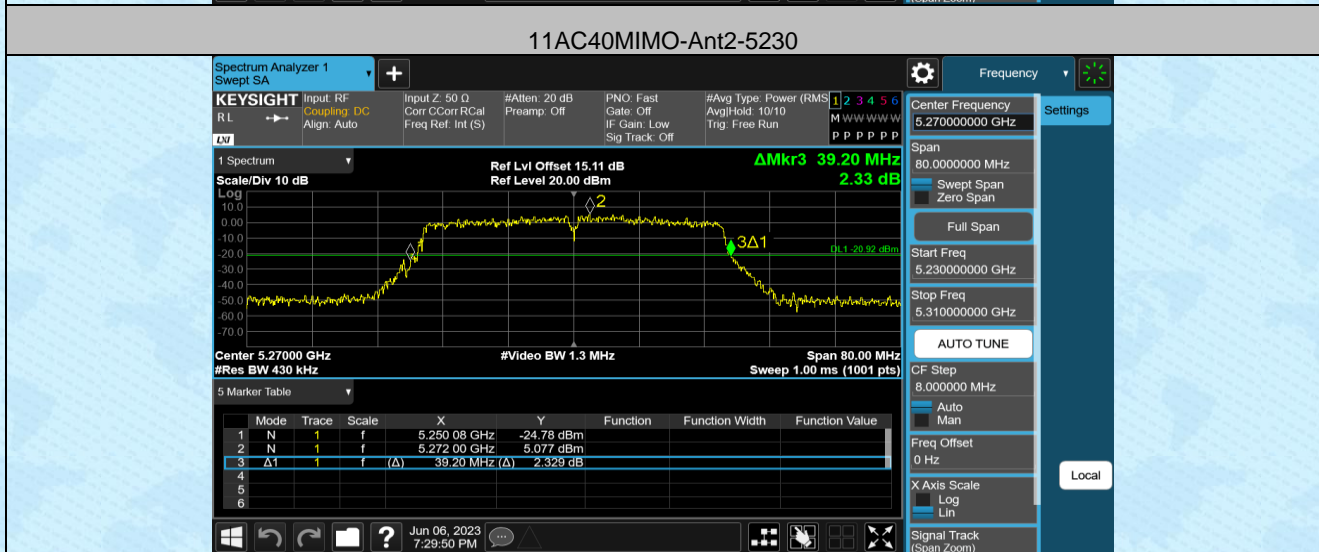 (Span Zoom)
11AC40MIMO-Ant2-5230
Spectrum Analyzer 1
Swept SA
Frequency
KEYSIGHT
RL
LXI
Input: RF
Coupling: DC
Align: Auto
Input Z: 50 Ω
Corr CCorr RCal
Freq Ref: Int (S)
#Atten: 20 dB
Preamp: Off
PNO: Fast
Gate: Off
IF Gain: Low
Sig Track: Off
#Avg Type: Power (RMS
Avg|Hold: 10/10
Trig: Free Run
1 2 3 4 5 6
M W W W W W
P P P P P P
Settings
1 Spectrum
Scale/Div 10 dB
Ref Lvl Offset 15.11 dB
Ref Level 20.00 dBm
ΔMkr3 39.20 MHz
2.33 dB
Log
10.0
0.00
-10.0
-20.0
-30.0
-40.0
-50.0
-60.0
-70.0
2
3Δ1
DL1 -20.92 dBm
Center 5.27000 GHz
#Res BW 430 kHz
#Video BW 1.3 MHz
Span 80.00 MHz
Sweep 1.00 ms (1001 pts)
5 Marker Table
Mode Trace Scale X Y Function Function Width Function Value
1 N 1 f 5.250 08 GHz -24.78 dBm
2 N 1 f 5.272 00 GHz 5.077 dBm
3 Δ1 1 f (Δ) 39.20 MHz (Δ) 2.329 dB
4
5
6
Center Frequency
5.270000000 GHz
Span
80.0000000 MHz
Swept Span
Zero Span
Full Span
Start Freq
5.230000000 GHz
Stop Freq
5.310000000 GHz
AUTO TUNE
CF Step
8.000000 MHz
Auto
Man
Freq Offset
0 Hz
X Axis Scale
Log
Lin
Signal Track
(Span Zoom)
Local
?
Jun 06, 2023
7:29:50 PM